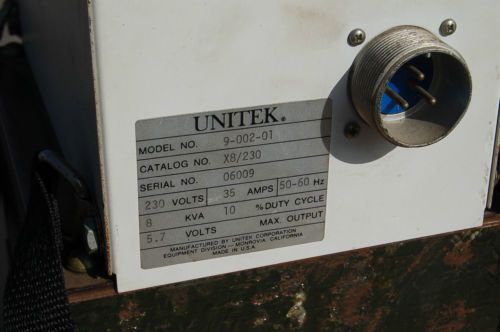 UNITEK®
MODEL NO. 9-002-01
CATALOG NO. X8/230
SERIAL NO. 06009
230 VOLTS 35 AMPS 50-60 Hz
8 KVA 10 % DUTY CYCLE
5.7 VOLTS MAX. OUTPUT
MANUFACTURED BY UNITEK CORPORATION
EQUIPMENT DIVISION — MONROVIA, CALIFORNIA
MADE IN U.S.A.